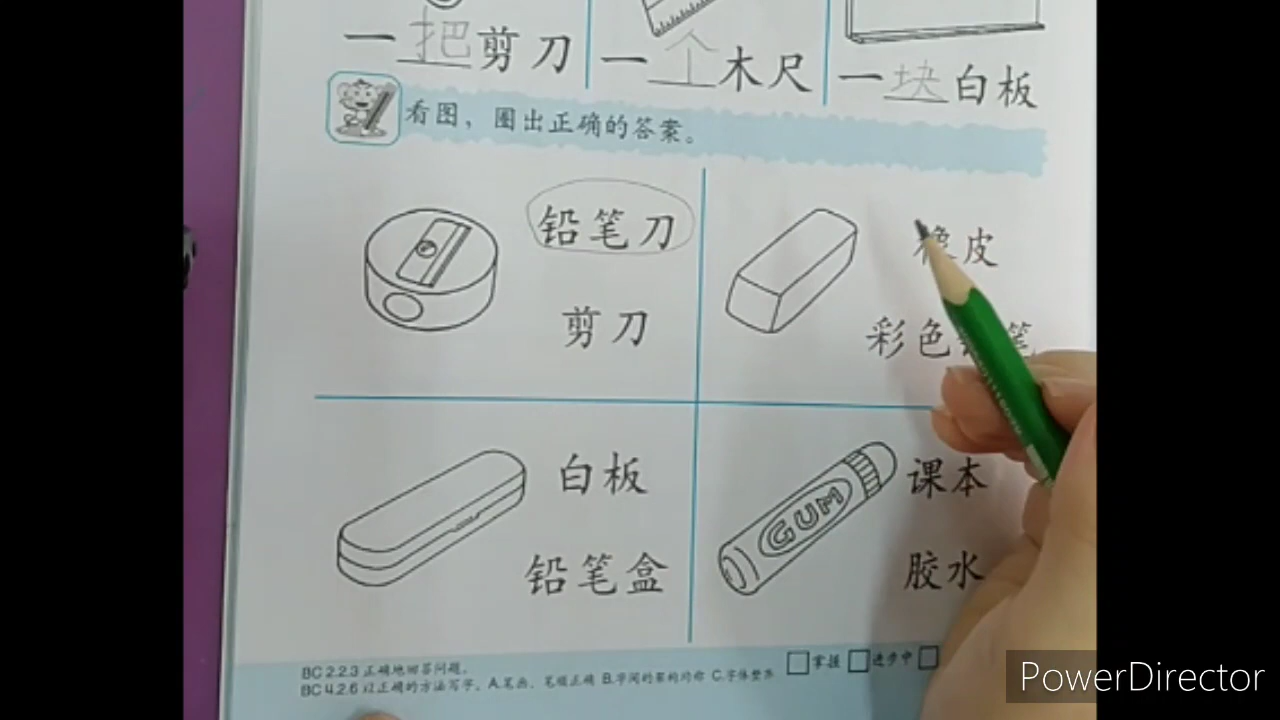 一把剪刀
一个木尺
一块白板
看图，圈出正确的答案。
铅笔刀
剪刀
橡皮
彩色铅笔
白板
铅笔盒
GUM
课本
胶水
BC 2.2.3 正确地回答问题。
BC 4.2.6 以正确的方法写字。A.笔画、笔顺正确 B.字间的架构均称 C.字体整齐
掌握
进步中
PowerDirector